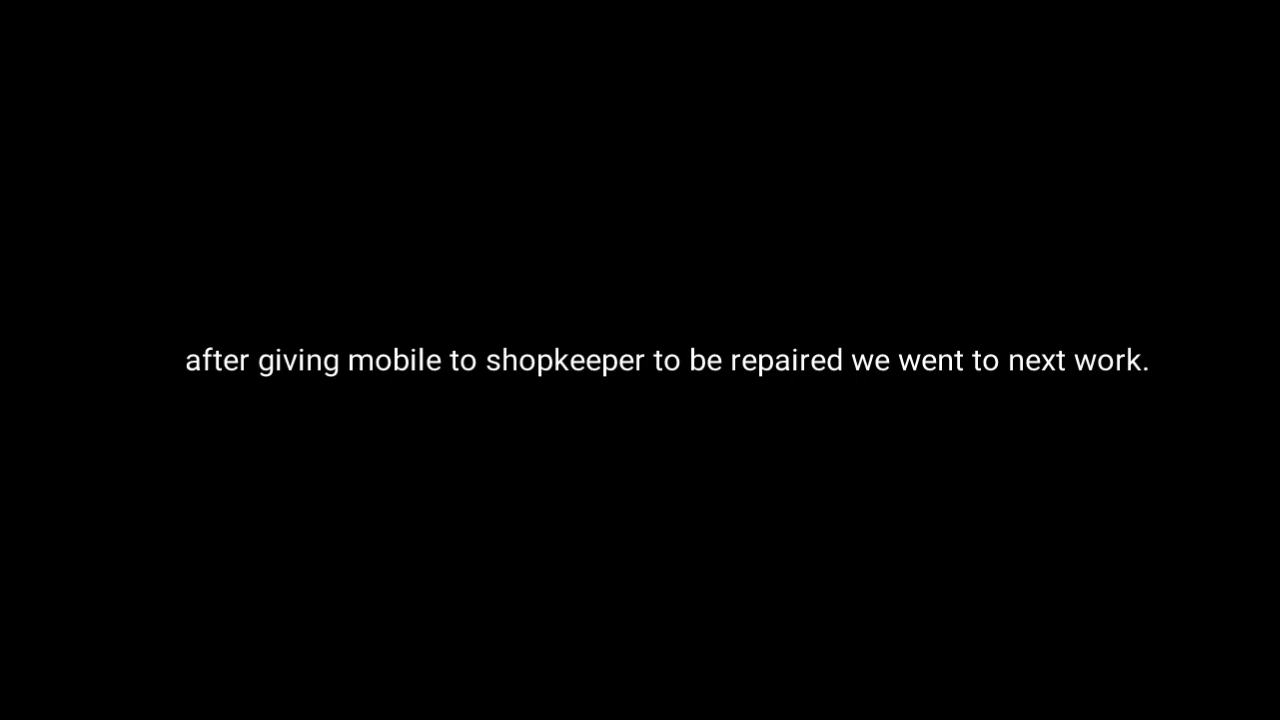 after giving mobile to shopkeeper to be repaired we went to next work.